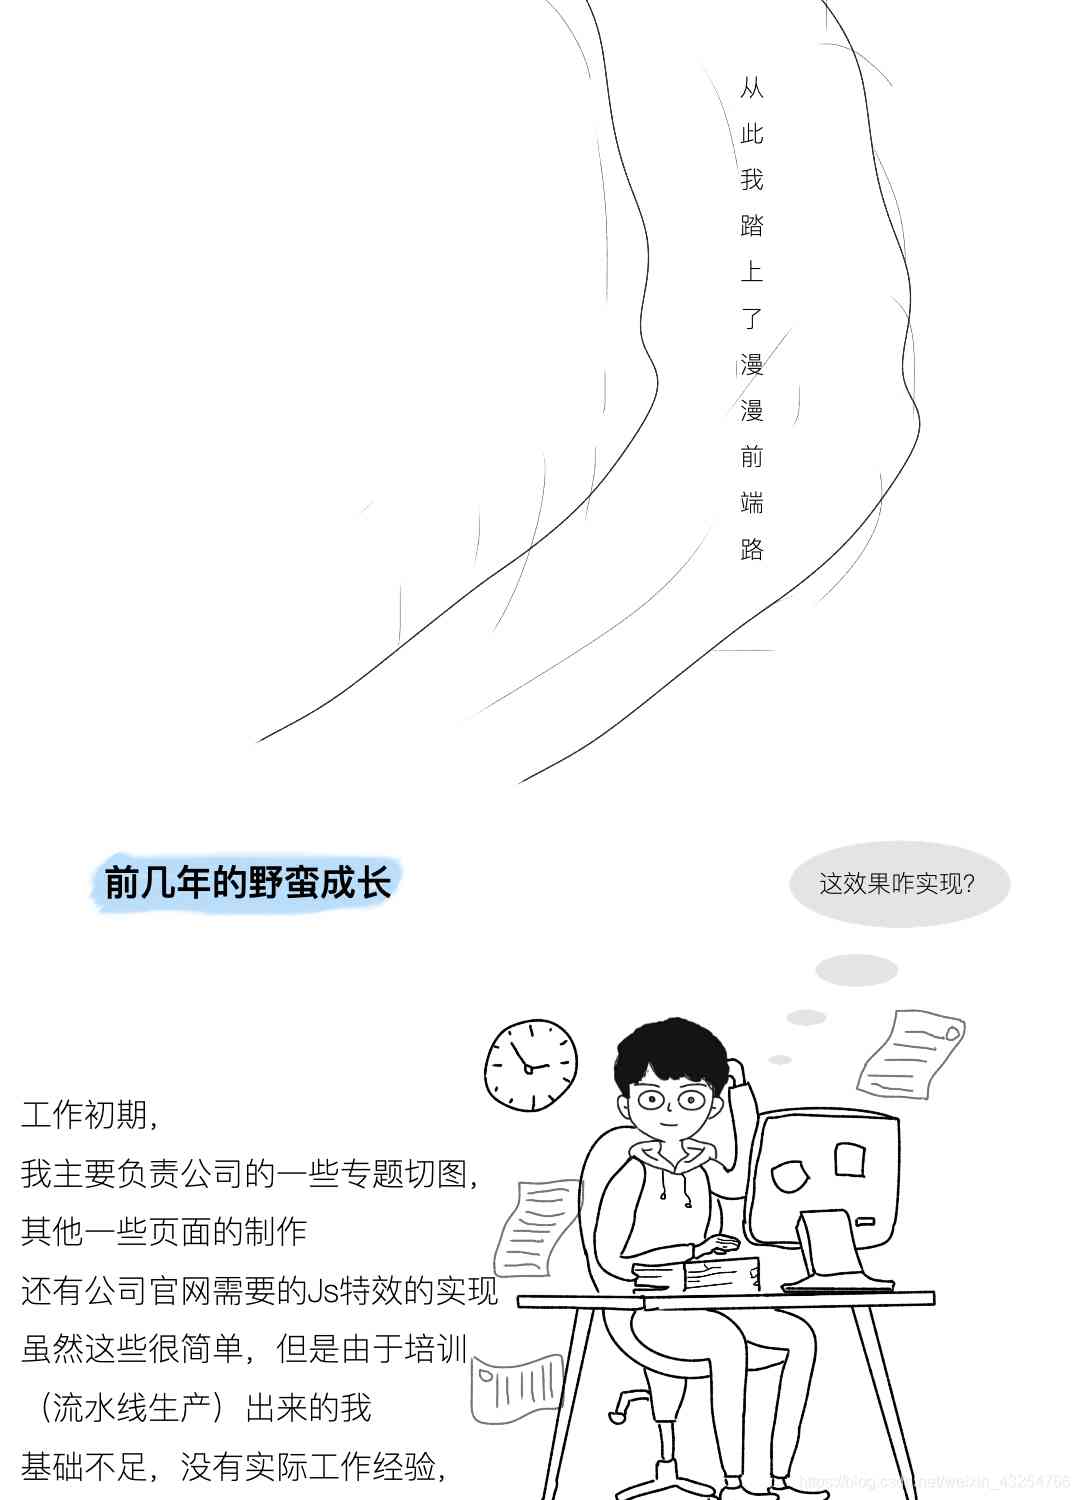 从此我踏上了漫漫前端路
前几年的野蛮成长
这效果咋实现?
工作初期，
我主要负责公司的一些专题切图，
其他一些页面的制作
还有公司官网需要的Js特效的实现
虽然这些很简单，但是由于培训
（流水线生产）出来的我
基础不足，没有实际工作经验，
https://blog.csdn.net/weixin_43254766